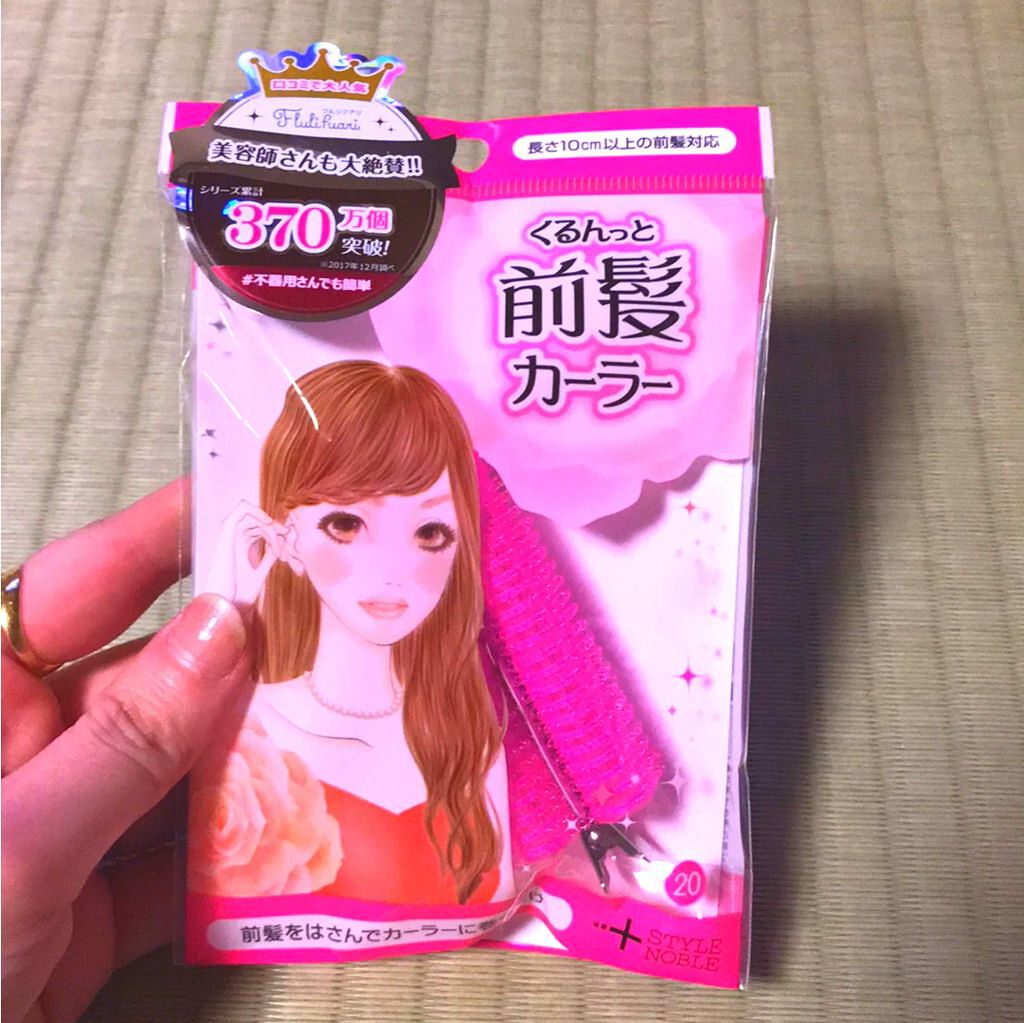 口コミで大人気
フルリフアリ
Fluli fuari
美容師さんも大絶賛!!
シリーズ累計
370万個
突破!
※2017年12月調べ
#不器用さんでも簡単
長さ10cm以上の前髪対応
くるんっと
前髪
カーラー
20
前髪をはさんでカーラーに
STYLE
NOBLE